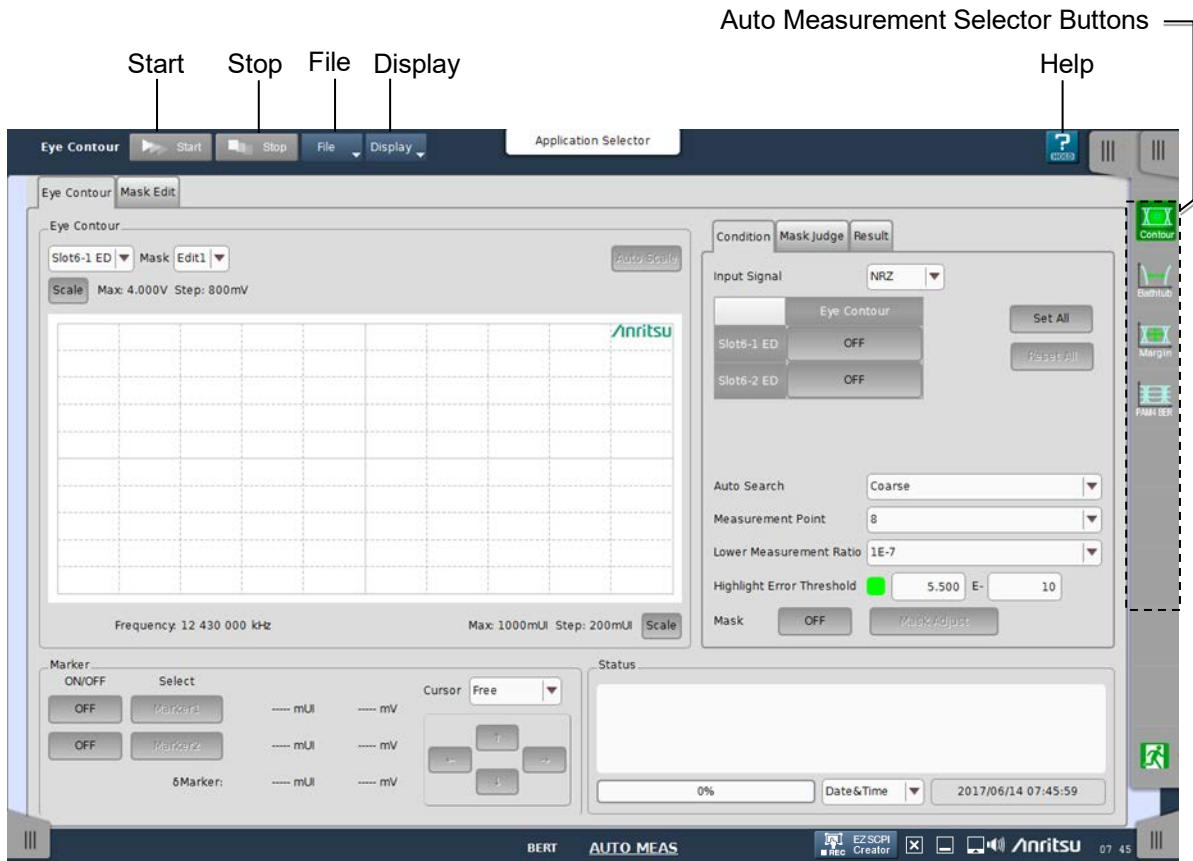 Auto Measurement Selector Buttons
Start Stop File Display Help
Eye Contour Start Stop File Display Application Selector ? HOLD
Eye Contour Mask Edit
Eye Contour
Slot6-1 ED Mask Edit1 Auto Scale
Scale Max: 4.000V Step: 800mV
Anritsu
Frequency: 12 430 000 kHz Max: 1000mUI Step: 200mUI Scale
Condition Mask Judge Result
Input Signal NRZ
Eye Contour
Slot6-1 ED OFF
Slot6-2 ED OFF
Set All
Reset All
Auto Search Coarse
Measurement Point 8
Lower Measurement Ratio 1E-7
Highlight Error Threshold 5.500 E- 10
Mask OFF Mask Adjust
Contour
Bathtub
Margin
PAM4 BER
Marker
ON/OFF Select
OFF Marker1 ----- mUI ----- mV
OFF Marker2 ----- mUI ----- mV
δMarker: ----- mUI ----- mV
Cursor Free
↑
← →
↓
Status
0% Date&Time 2017/06/14 07:45:59
BERT AUTO MEAS REC EZ SCPI Creator Anritsu 07 45